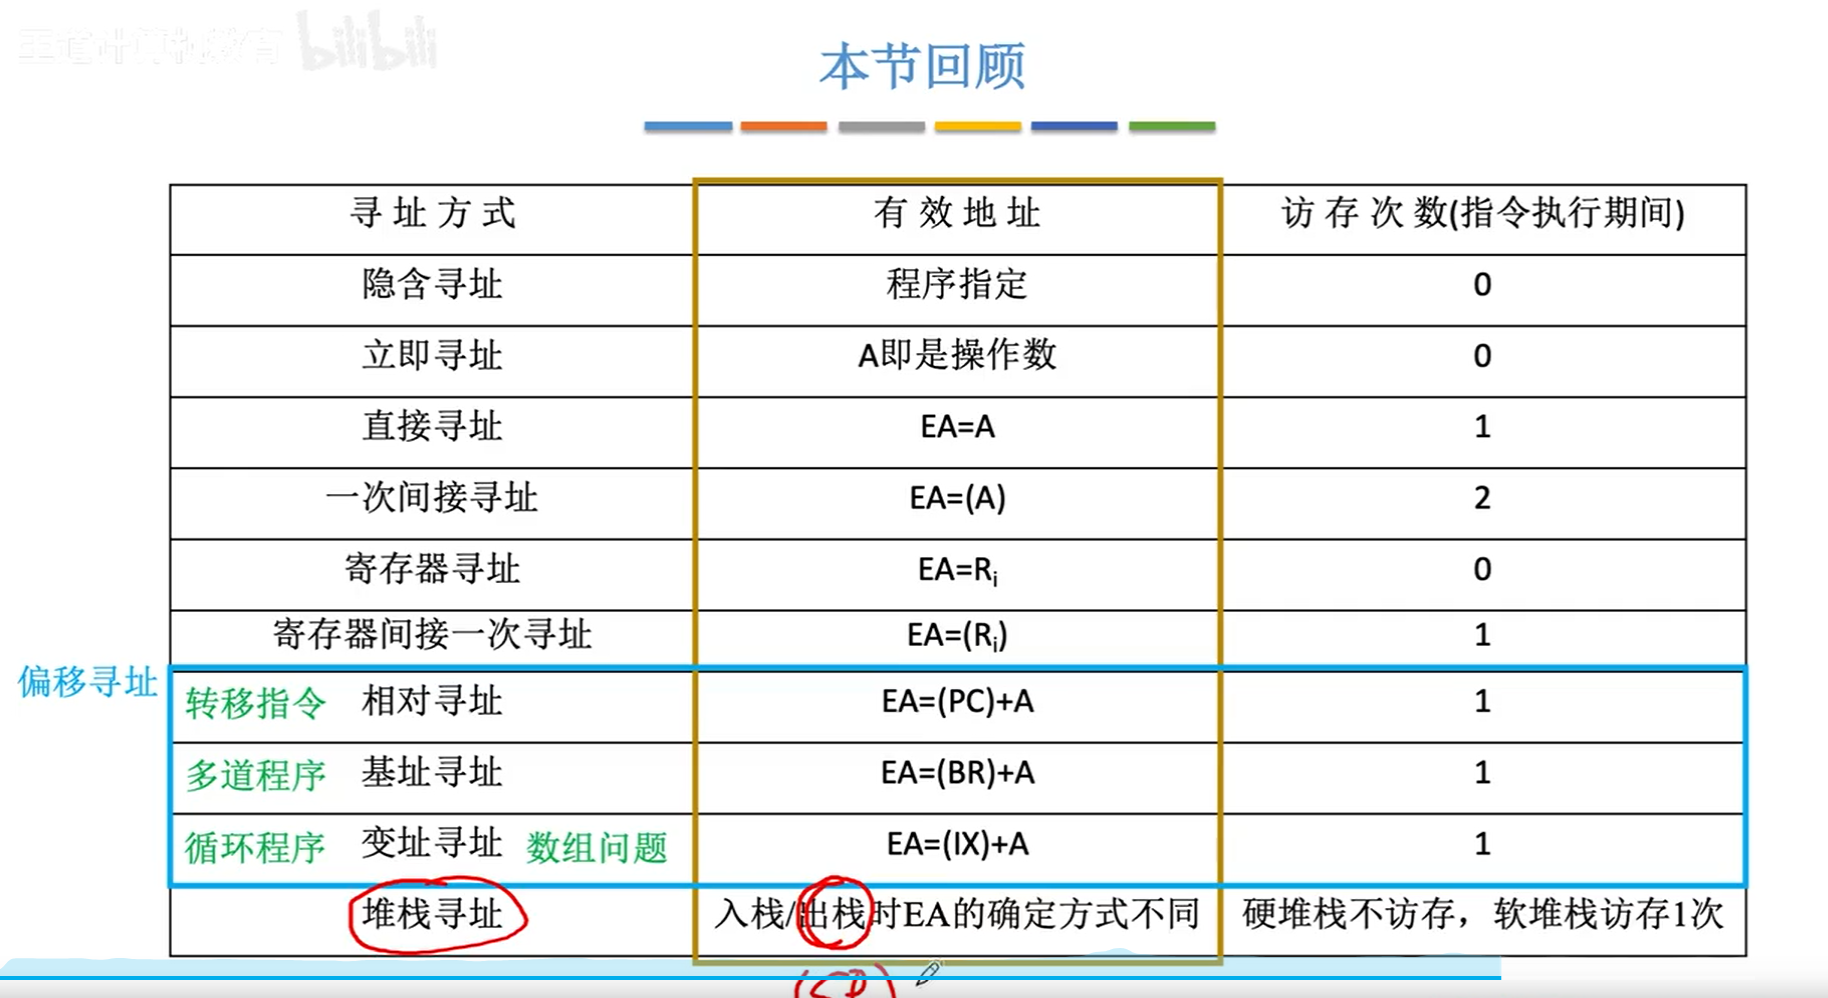 王道计算机教育 bilibili
本节回顾
寻址方式 有效地址 访存次数(指令执行期间)
隐含寻址 程序指定 0
立即寻址 A即是操作数 0
直接寻址 EA=A 1
一次间接寻址 EA=(A) 2
寄存器寻址 EA=Ri 0
寄存器间接一次寻址 EA=(Ri) 1
偏移寻址
转移指令 相对寻址 EA=(PC)+A 1
多道程序 基址寻址 EA=(BR)+A 1
循环程序 变址寻址 数组问题 EA=(IX)+A 1
堆栈寻址 入栈/出栈时EA的确定方式不同 硬堆栈不访存，软堆栈访存1次
(SP)